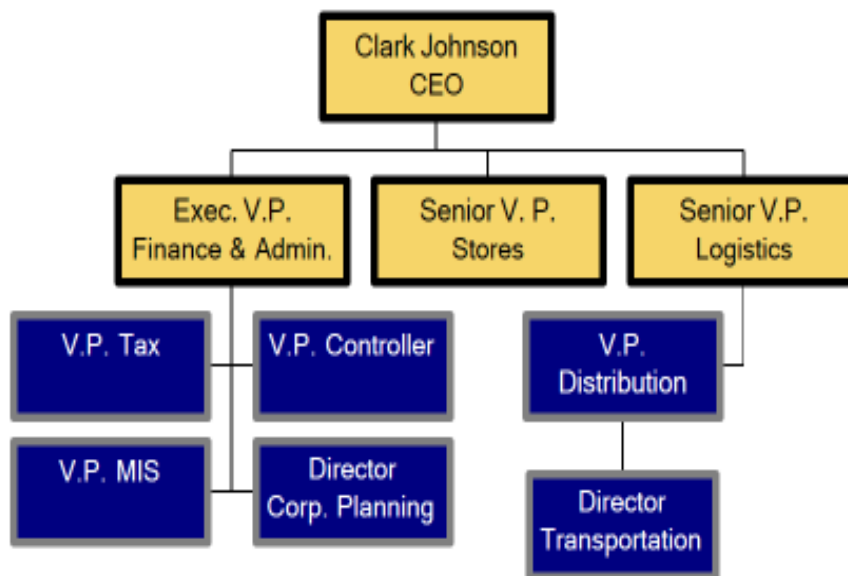 Clark Johnson
CEO
Exec. V.P.
Finance & Admin.
Senior V. P.
Stores
Senior V.P.
Logistics
V.P. Tax
V.P. Controller
V.P.
Distribution
V.P. MIS
Director
Corp. Planning
Director
Transportation